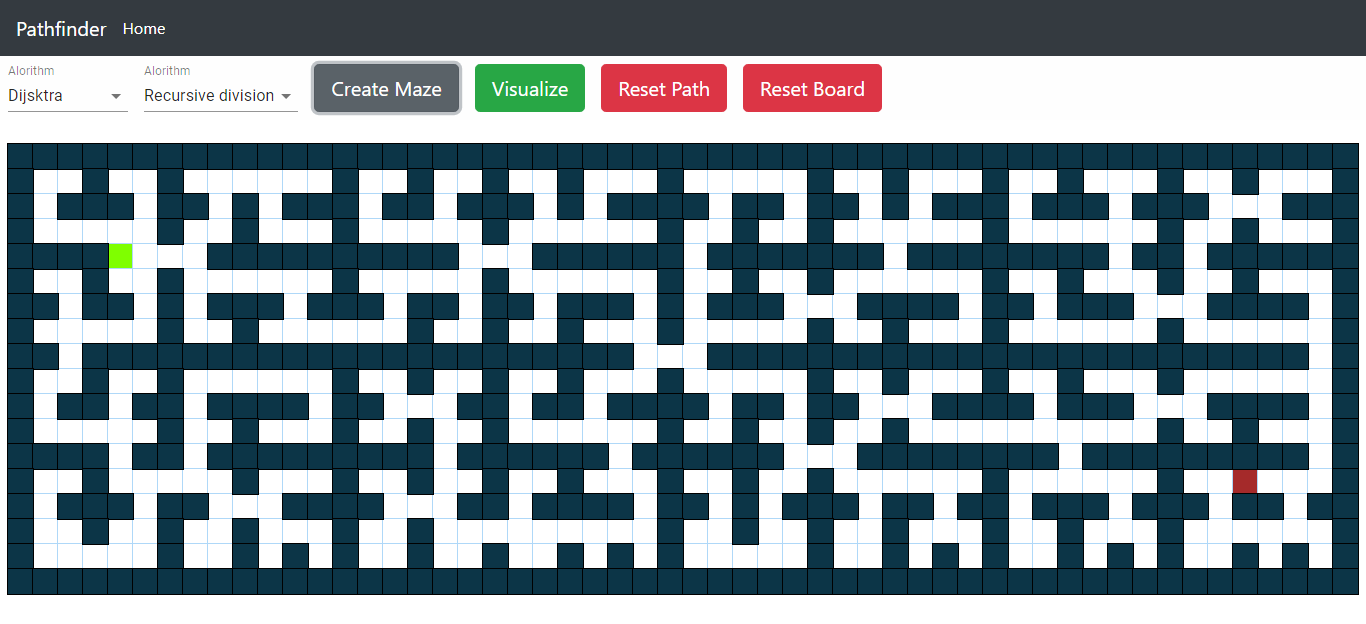 Pathfinder Home
Alorithm Alorithm
Dijsktra Recursive division Create Maze Visualize Reset Path Reset Board